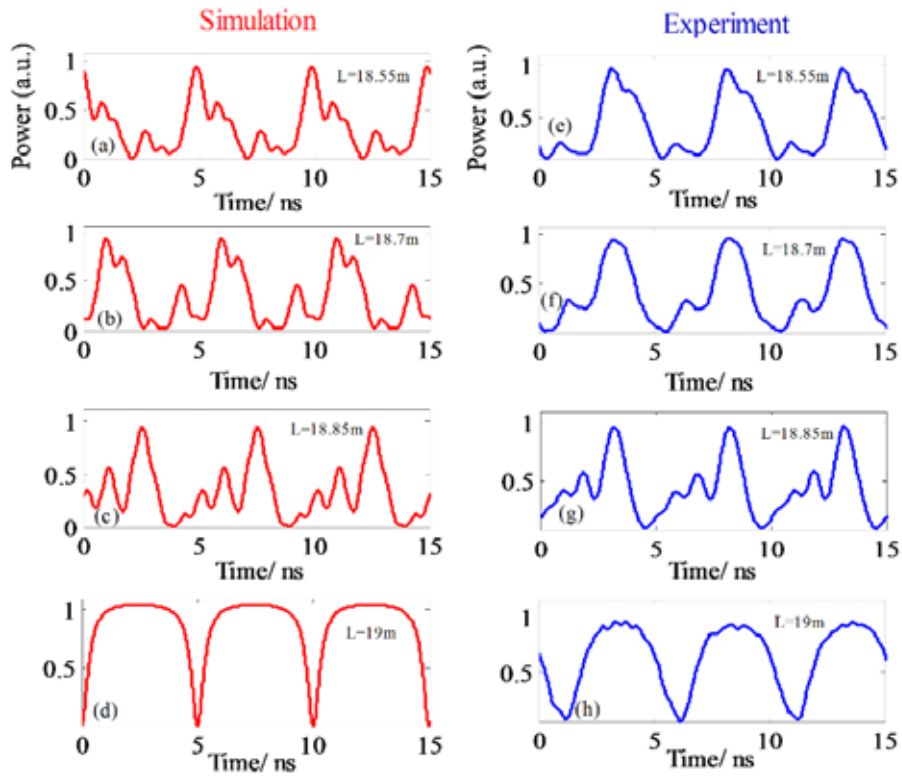 Simulation
Experiment
Power (a.u.)
1
0.5
0
L=18.55m
(a)
0 5 10 15
Time/ ns
Power (a.u.)
1
0.5
L=18.55m
(e)
0 5 10 15
Time/ ns
1
0.5
0
L=18.7m
(b)
0 5 10 15
Time/ ns
1
0.5
0
L=18.7m
(f)
0 5 10 15
Time/ ns
1
0.5
0
L=18.85m
(c)
0 5 10 15
Time/ ns
1
0.5
L=18.85m
(g)
0 5 10 15
Time/ ns
1
0.5
L=19m
(d)
0 5 10 15
Time/ ns
1
0.5
L=19m
(h)
0 5 10 15
Time/ ns